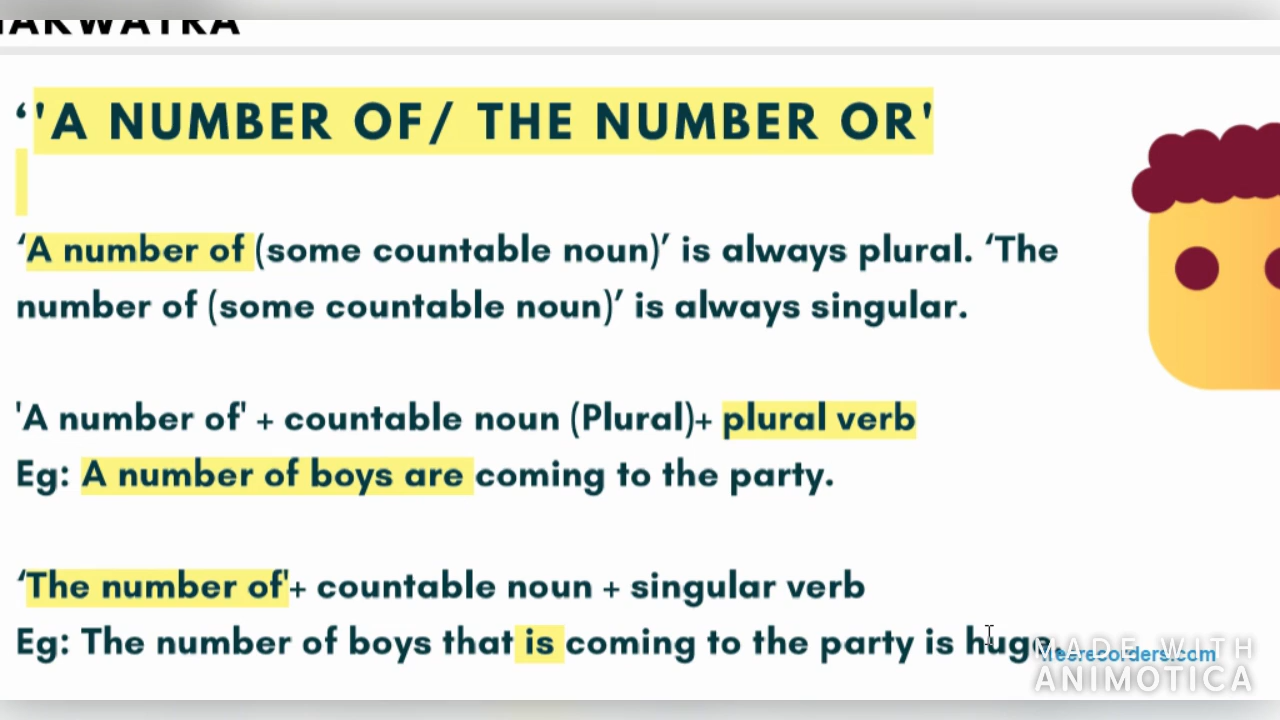 ‘'A NUMBER OF/ THE NUMBER OR'
‘A number of (some countable noun)’ is always plural. ‘The
number of (some countable noun)’ is always singular.
'A number of' + countable noun (Plural)+ plural verb
Eg: A number of boys are coming to the party.
‘The number of'+ countable noun + singular verb
Eg: The number of boys that is coming to the party is huge.
MADE WITH
ANIMOTICA